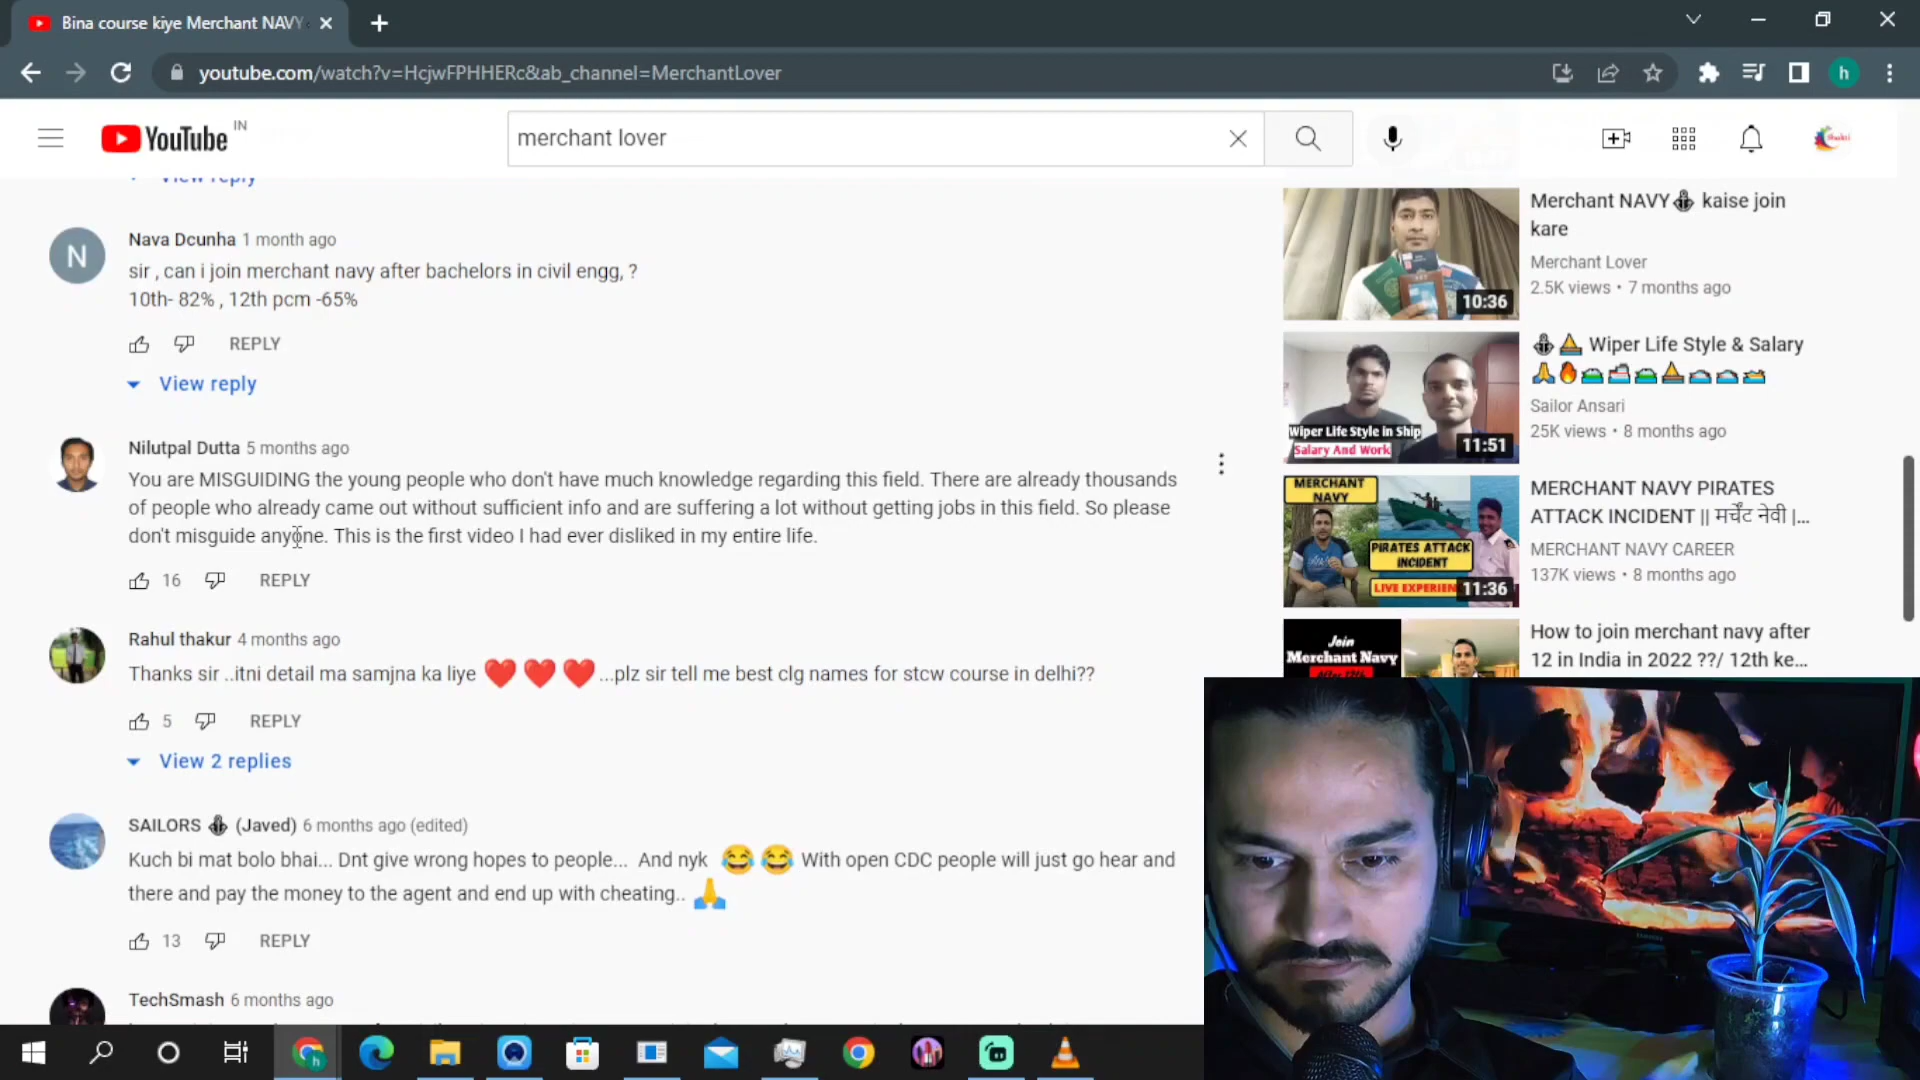 Bina course kiye Merchant NAVY
youtube.com/watch?v=HcjwFPHHERc&ab_channel=MerchantLover
h
YouTube IN
merchant lover
View reply
N
Nava Dcunha 1 month ago
sir , can i join merchant navy after bachelors in civil engg, ?
10th- 82% , 12th pcm -65%
REPLY
View reply
Nilutpal Dutta 5 months ago
You are MISGUIDING the young people who don't have much knowledge regarding this field. There are already thousands
of people who already came out without sufficient info and are suffering a lot without getting jobs in this field. So please
don't misguide anyone. This is the first video I had ever disliked in my entire life.
16 REPLY
Rahul thakur 4 months ago
Thanks sir ..itni detail ma samjna ka liye ❤️ ❤️ ❤️ ...plz sir tell me best clg names for stcw course in delhi??
5 REPLY
View 2 replies
SAILORS (Javed) 6 months ago (edited)
Kuch bi mat bolo bhai... Dnt give wrong hopes to people... And nyk 😂 😂 With open CDC people will just go hear and
there and pay the money to the agent and end up with cheating.. 🙏
13 REPLY
TechSmash 6 months ago
10:36
Merchant NAVY kaise join
kare
Merchant Lover
2.5K views • 7 months ago
Wiper Life Style in Ship
Salary And Work
11:51
Wiper Life Style & Salary
Sailor Ansari
25K views • 8 months ago
MERCHANT
NAVY
PIRATES ATTACK
INCIDENT
LIVE EXPERIEN
11:36
MERCHANT NAVY PIRATES
ATTACK INCIDENT || मर्चेंट नेवी |...
MERCHANT NAVY CAREER
137K views • 8 months ago
Join
Merchant Navy
How to join merchant navy after
12 in India in 2022 ??/ 12th ke...